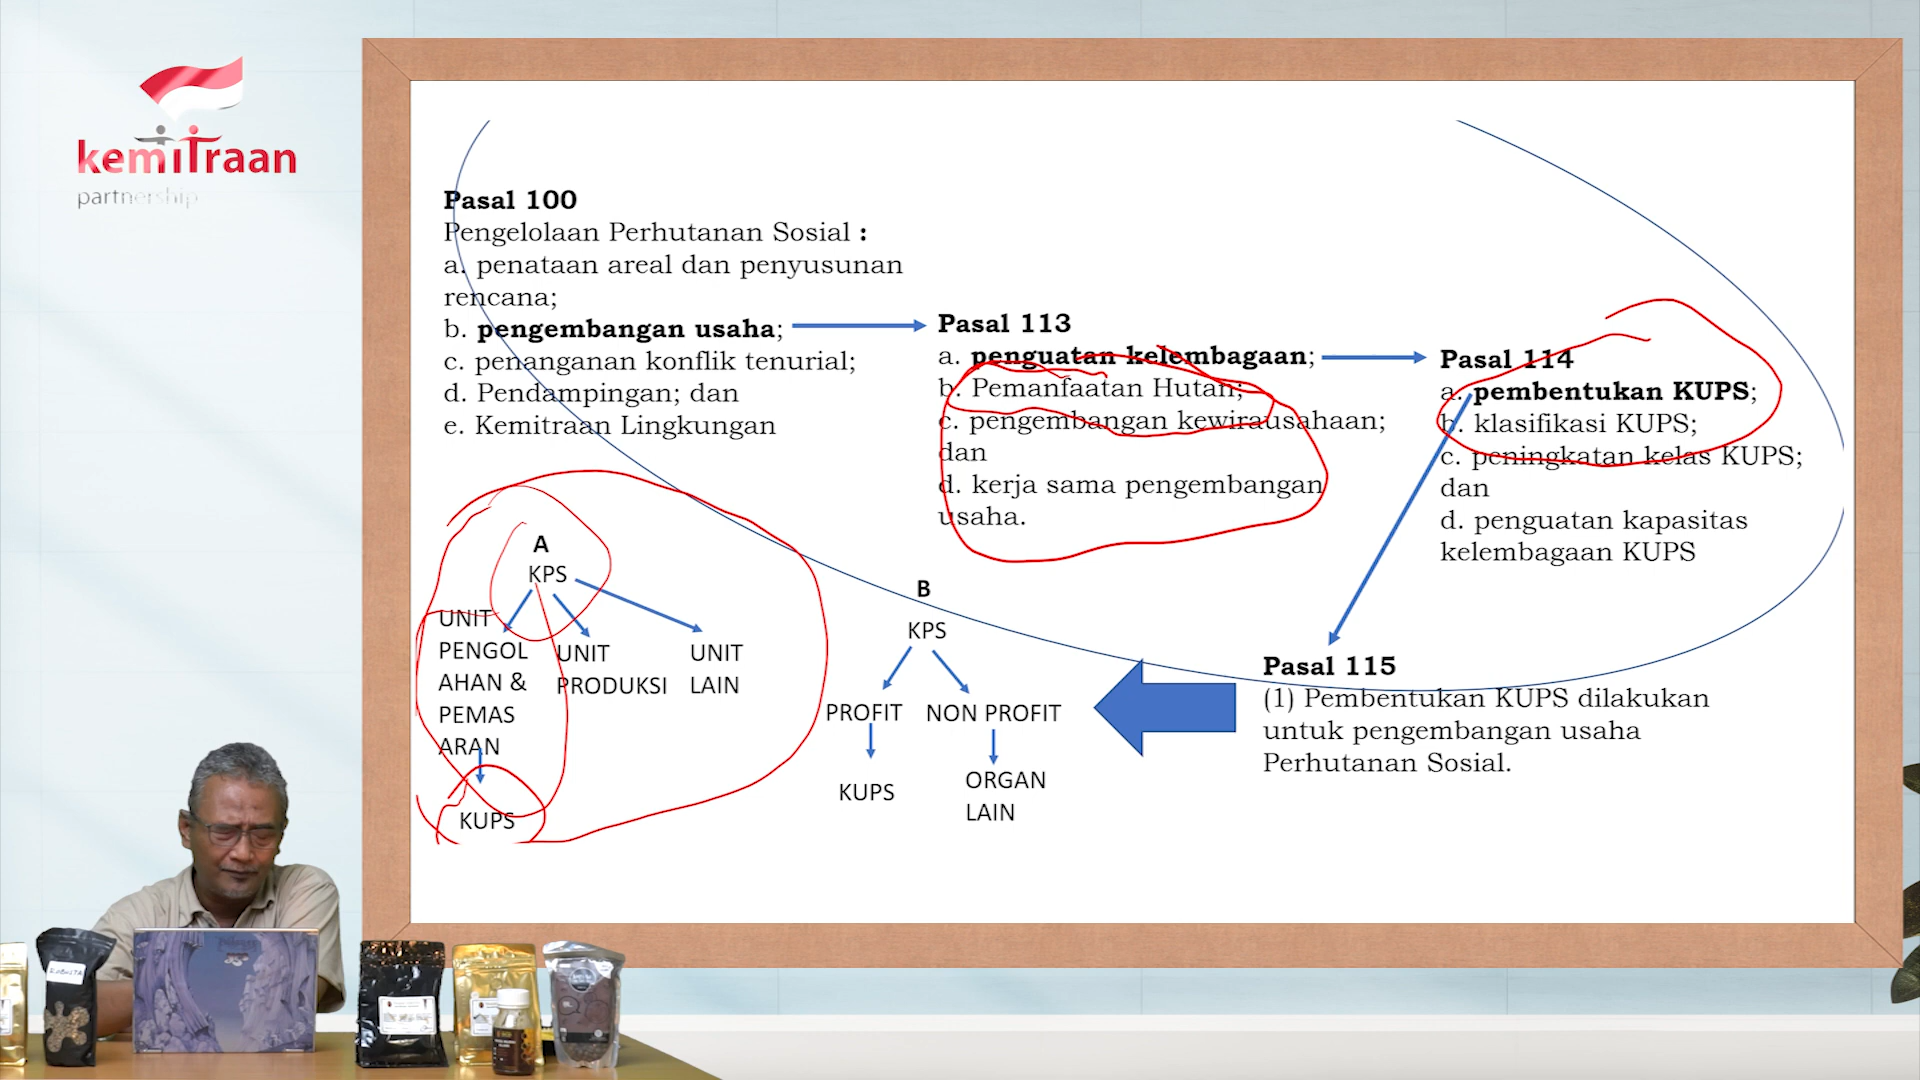 kemitraan
partnership
Pasal 100
Pengelolaan Perhutanan Sosial :
a. penataan areal dan penyusunan
rencana;
b. pengembangan usaha;
c. penanganan konflik tenurial;
d. Pendampingan; dan
e. Kemitraan Lingkungan
Pasal 113
a. penguatan kelembagaan;
b. Pemanfaatan Hutan;
c. pengembangan kewirausahaan;
dan
d. kerja sama pengembangan
usaha.
Pasal 114
a. pembentukan KUPS;
b. klasifikasi KUPS;
c. peningkatan kelas KUPS;
dan
d. penguatan kapasitas
kelembagaan KUPS
A
KPS
UNIT
PENGOL
AHAN &
PEMAS
ARAN
KUPS
UNIT
PRODUKSI
UNIT
LAIN
B
KPS
PROFIT
NON PROFIT
KUPS
ORGAN
LAIN
Pasal 115
(1) Pembentukan KUPS dilakukan
untuk pengembangan usaha
Perhutanan Sosial.
ROBUSTA